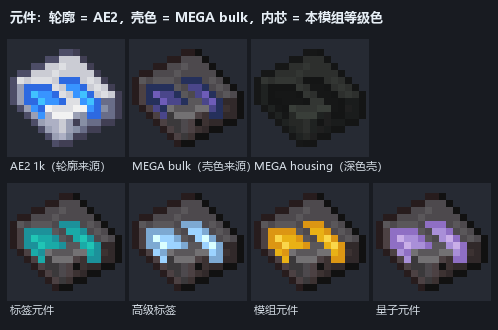 元件：轮廓 = AE2，壳色 = MEGA bulk，内芯 = 本模组等级色
AE2 1k（轮廓来源） MEGA bulk（壳色来源） MEGA housing（深色壳）
标签元件 高级标签 模组元件 量子元件